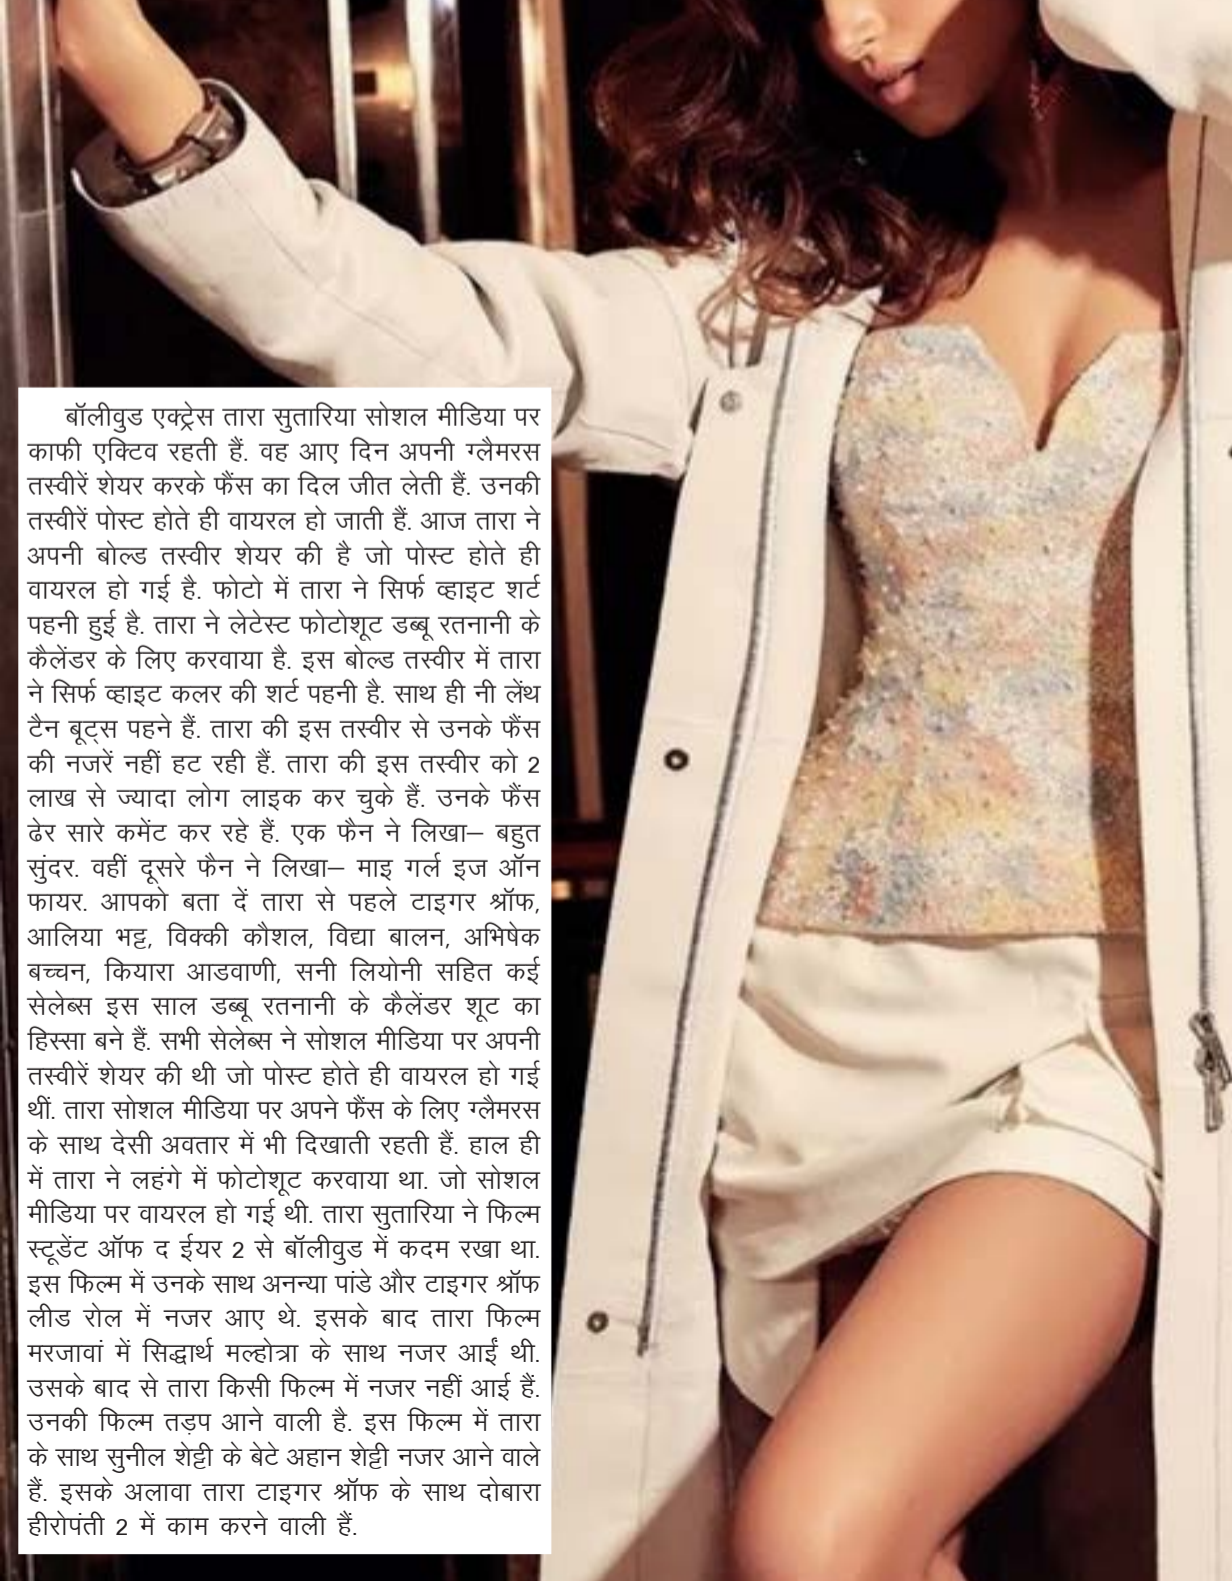 बॉलीवुड एक्ट्रेस तारा सुतारिया सोशल मीडिया पर
काफी एक्टिव रहती हैं. वह आए दिन अपनी ग्लैमरस
तस्वीरें शेयर करके फैंस का दिल जीत लेती हैं. उनकी
तस्वीरें पोस्ट होते ही वायरल हो जाती हैं. आज तारा ने
अपनी बोल्ड तस्वीर शेयर की है जो पोस्ट होते ही
वायरल हो गई है. फोटो में तारा ने सिर्फ व्हाइट शर्ट
पहनी हुई है. तारा ने लेटेस्ट फोटोशूट डब्बू रतनानी के
कैलेंडर के लिए करवाया है. इस बोल्ड तस्वीर में तारा
ने सिर्फ व्हाइट कलर की शर्ट पहनी है. साथ ही नी लेंथ
टैन बूट्स पहने हैं. तारा की इस तस्वीर से उनके फैंस
की नजरें नहीं हट रही हैं. तारा की इस तस्वीर को 2
लाख से ज्यादा लोग लाइक कर चुके हैं. उनके फैंस
ढेर सारे कमेंट कर रहे हैं. एक फैन ने लिखा– बहुत
सुंदर. वहीं दूसरे फैन ने लिखा– माइ गर्ल इज ऑन
फायर. आपको बता दें तारा से पहले टाइगर श्रॉफ,
आलिया भट्ट, विक्की कौशल, विद्या बालन, अभिषेक
बच्चन, कियारा आडवाणी, सनी लियोनी सहित कई
सेलेब्स इस साल डब्बू रतनानी के कैलेंडर शूट का
हिस्सा बने हैं. सभी सेलेब्स ने सोशल मीडिया पर अपनी
तस्वीरें शेयर की थी जो पोस्ट होते ही वायरल हो गई
थीं. तारा सोशल मीडिया पर अपने फैंस के लिए ग्लैमरस
के साथ देसी अवतार में भी दिखाती रहती हैं. हाल ही
में तारा ने लहंगे में फोटोशूट करवाया था. जो सोशल
मीडिया पर वायरल हो गई थी. तारा सुतारिया ने फिल्म
स्टूडेंट ऑफ द ईयर 2 से बॉलीवुड में कदम रखा था.
इस फिल्म में उनके साथ अनन्या पांडे और टाइगर श्रॉफ
लीड रोल में नजर आए थे. इसके बाद तारा फिल्म
मरजावां में सिद्धार्थ मल्होत्रा के साथ नजर आईं थी.
उसके बाद से तारा किसी फिल्म में नजर नहीं आई हैं.
उनकी फिल्म तड़प आने वाली है. इस फिल्म में तारा
के साथ सुनील शेट्टी के बेटे अहान शेट्टी नजर आने वाले
हैं. इसके अलावा तारा टाइगर श्रॉफ के साथ दोबारा
हीरोपंती 2 में काम करने वाली हैं.